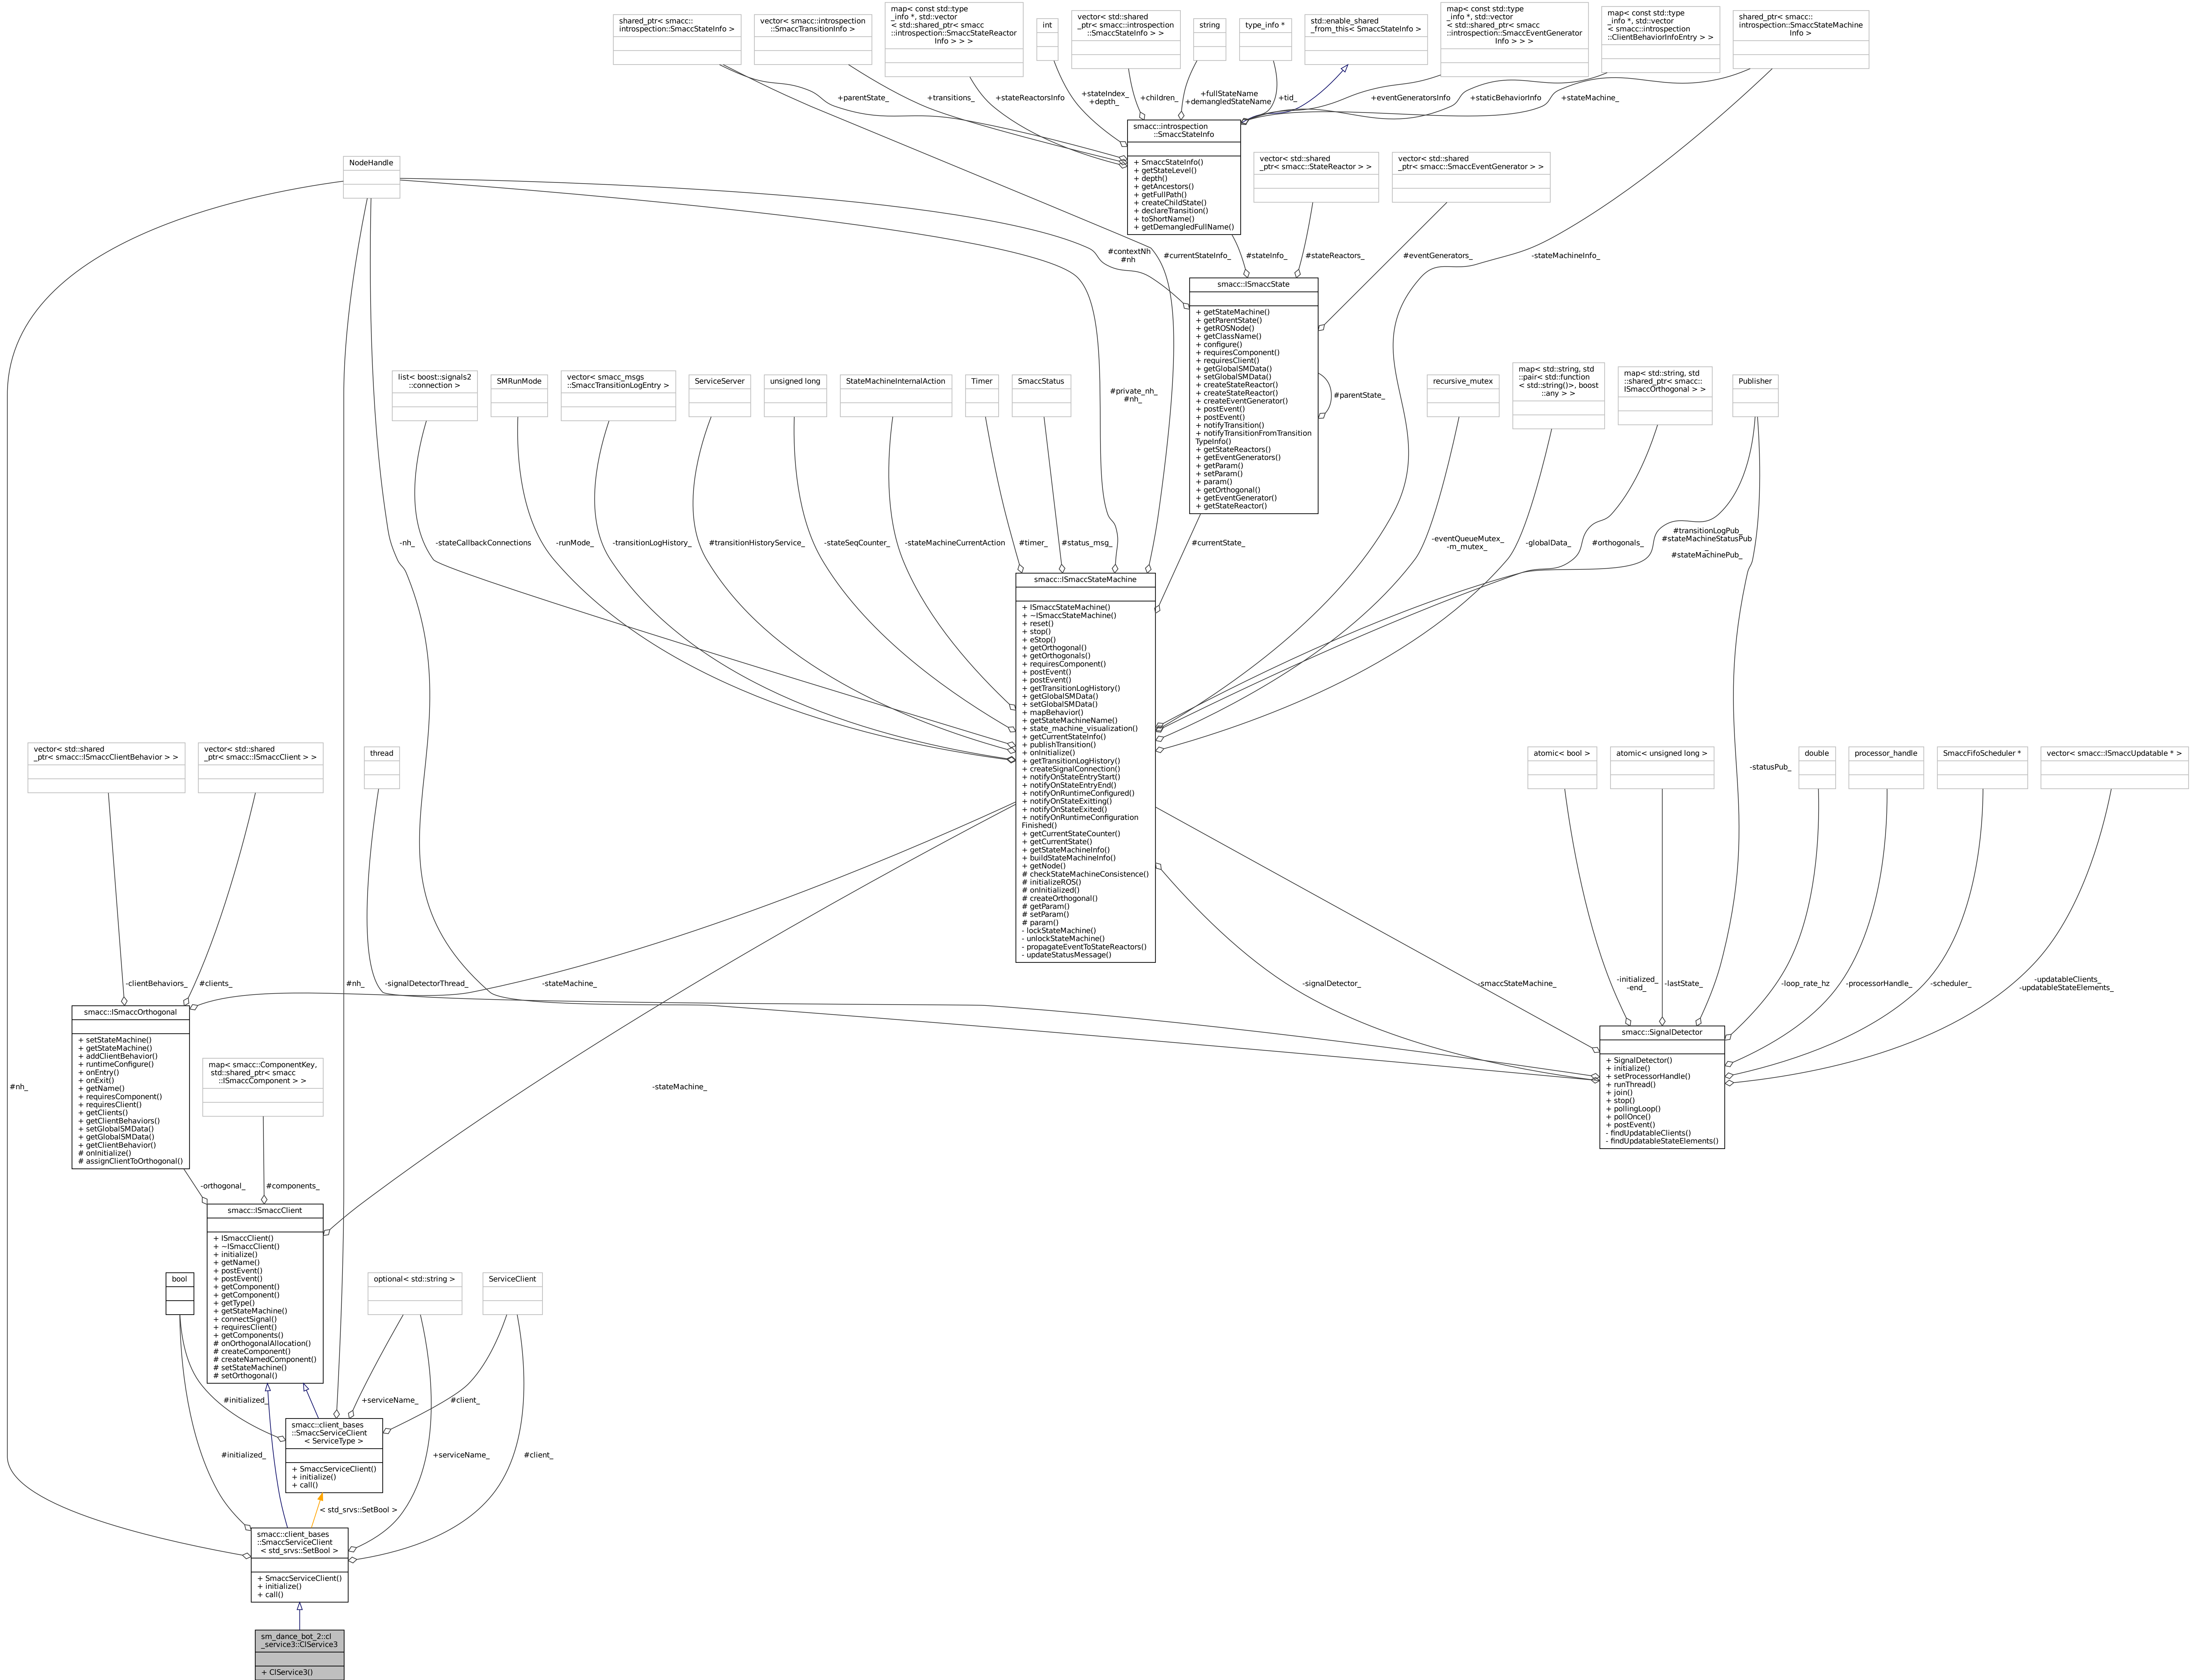 shared_ptr< smacc::
introspection::SmaccStateInfo >
vector< smacc::introspection
::SmaccTransitionInfo >
map< const std::type
_info *, std::vector
< std::shared_ptr< smacc
::introspection::SmaccStateReactor
Info > > >
int
vector< std::shared
_ptr< smacc::introspection
::SmaccStateInfo > >
string
type_info *
std::enable_shared
_from_this< SmaccStateInfo >
map< const std::type
_info *, std::vector
< std::shared_ptr< smacc
::introspection::SmaccEventGenerator
Info > > >
map< const std::type
_info *, std::vector
< smacc::introspection
::ClientBehaviorInfoEntry > >
shared_ptr< smacc::
introspection::SmaccStateMachine
Info >
+parentState_
+transitions_
+stateReactorsInfo
+stateIndex_
+depth_
+children_
+fullStateName
+demangledStateName
+tid_
+eventGeneratorsInfo
+staticBehaviorInfo
+stateMachine_
smacc::introspection
::SmaccStateInfo
+ SmaccStateInfo()
+ getStateLevel()
+ depth()
+ getAncestors()
+ getFullPath()
+ createChildState()
+ declareTransition()
+ toShortName()
+ getDemangledFullName()
NodeHandle
vector< std::shared
_ptr< smacc::StateReactor > >
vector< std::shared
_ptr< smacc::SmaccEventGenerator > >
#contextNh
#nh
#currentStateInfo_
#stateInfo_
#stateReactors_
#eventGenerators_
-stateMachineInfo_
smacc::ISmaccState
+ getStateMachine()
+ getParentState()
+ getROSNode()
+ getClassName()
+ configure()
+ requiresComponent()
+ requiresClient()
+ getGlobalSMData()
+ setGlobalSMData()
+ createStateReactor()
+ createStateReactor()
+ createEventGenerator()
+ postEvent()
+ postEvent()
+ notifyTransition()
+ notifyTransitionFromTransition
TypeInfo()
+ getStateReactors()
+ getEventGenerators()
+ getParam()
+ setParam()
+ param()
+ getOrthogonal()
+ getEventGenerator()
+ getStateReactor()
#parentState_
list< boost::signals2
::connection >
SMRunMode
vector< smacc_msgs
::SmaccTransitionLogEntry >
ServiceServer
unsigned long
StateMachineInternalAction
Timer
SmaccStatus
#private_nh_
#nh_
recursive_mutex
map< std::string, std
::pair< std::function
< std::string()>, boost
::any > >
map< std::string, std
::shared_ptr< smacc::
ISmaccOrthogonal > >
Publisher
-nh_
-stateCallbackConnections
-runMode_
-transitionLogHistory_
#transitionHistoryService_
-stateSeqCounter_
-stateMachineCurrentAction
#timer_
#status_msg_
#currentState_
-eventQueueMutex_
-m_mutex_
-globalData_
#orthogonals_
#transitionLogPub_
#stateMachineStatusPub
_
#stateMachinePub_
smacc::ISmaccStateMachine
+ ISmaccStateMachine()
+ ~ISmaccStateMachine()
+ reset()
+ stop()
+ eStop()
+ getOrthogonal()
+ getOrthogonals()
+ requiresComponent()
+ postEvent()
+ postEvent()
+ getTransitionLogHistory()
+ getGlobalSMData()
+ setGlobalSMData()
+ mapBehavior()
+ getStateMachineName()
+ state_machine_visualization()
+ getCurrentStateInfo()
+ publishTransition()
+ onInitialize()
+ getTransitionLogHistory()
+ createSignalConnection()
+ notifyOnStateEntryStart()
+ notifyOnStateEntryEnd()
+ notifyOnRuntimeConfigured()
+ notifyOnStateExitting()
+ notifyOnStateExited()
+ notifyOnRuntimeConfiguration
Finished()
+ getCurrentStateCounter()
+ getCurrentState()
+ getStateMachineInfo()
+ buildStateMachineInfo()
+ getNode()
# checkStateMachineConsistence()
# initializeROS()
# onInitialized()
# createOrthogonal()
# getParam()
# setParam()
# param()
- lockStateMachine()
- unlockStateMachine()
- propagateEventToStateReactors()
- updateStatusMessage()
vector< std::shared
_ptr< smacc::ISmaccClientBehavior > >
vector< std::shared
_ptr< smacc::ISmaccClient > >
thread
atomic< bool >
atomic< unsigned long >
-statusPub_
double
processor_handle
SmaccFifoScheduler *
vector< smacc::ISmaccUpdatable * >
-clientBehaviors_
#clients_
#nh_
-signalDetectorThread_
-stateMachine_
-signalDetector_
-smaccStateMachine_
-initialized_
-end_
-lastState_
-loop_rate_hz
-processorHandle_
-scheduler_
-updatableClients_
-updatableStateElements_
smacc::ISmaccOrthogonal
+ setStateMachine()
+ getStateMachine()
+ addClientBehavior()
+ runtimeConfigure()
+ onEntry()
+ onExit()
+ getName()
+ requiresComponent()
+ requiresClient()
+ getClients()
+ getClientBehaviors()
+ setGlobalSMData()
+ getGlobalSMData()
+ getClientBehavior()
# onInitialize()
# assignClientToOrthogonal()
smacc::SignalDetector
+ SignalDetector()
+ initialize()
+ setProcessorHandle()
+ runThread()
+ join()
+ stop()
+ pollingLoop()
+ pollOnce()
+ postEvent()
- findUpdatableClients()
- findUpdatableStateElements()
map< smacc::ComponentKey,
std::shared_ptr< smacc
::ISmaccComponent > >
#nh_
-stateMachine_
-orthogonal_
#components_
smacc::ISmaccClient
+ ISmaccClient()
+ ~ISmaccClient()
+ initialize()
+ getName()
+ postEvent()
+ postEvent()
+ getComponent()
+ getComponent()
+ getType()
+ getStateMachine()
+ connectSignal()
+ requiresClient()
+ getComponents()
# onOrthogonalAllocation()
# createComponent()
# createNamedComponent()
# setStateMachine()
# setOrthogonal()
bool
optional< std::string >
ServiceClient
#initialized_
+serviceName_
#client_
smacc::client_bases
::SmaccServiceClient
< ServiceType >
+ SmaccServiceClient()
+ initialize()
+ call()
#initialized_
+serviceName_
#client_
< std_srvs::SetBool >
smacc::client_bases
::SmaccServiceClient
< std_srvs::SetBool >
+ SmaccServiceClient()
+ initialize()
+ call()
sm_dance_bot_2::cl
_service3::ClService3
+ ClService3()